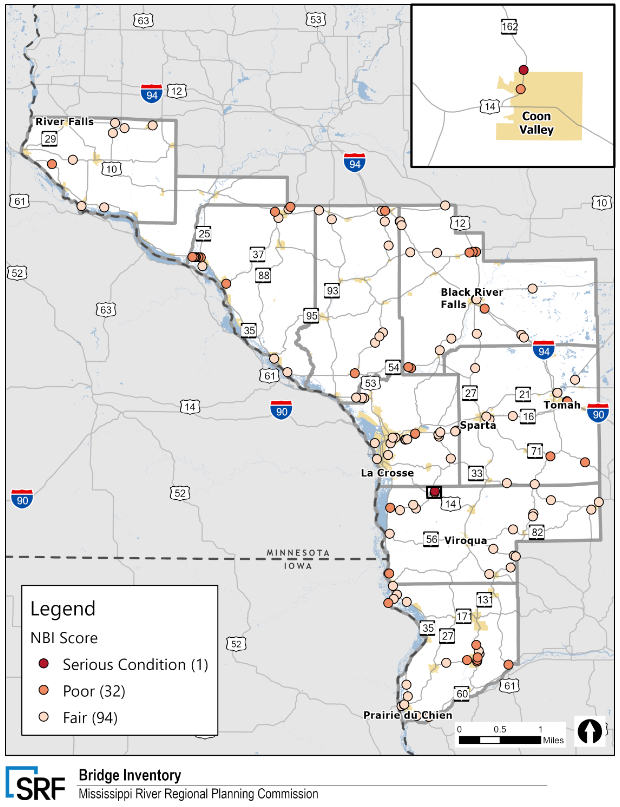 63
53
162
14
Coon
Valley
94
12
River Falls
29
10
94
61
10
25
12
37
52
88
Black River
Falls
93
63
95
35
94
54
61
53
27
21
14
90
Tomah
90
16
Sparta
71
La Crosse
33
90
52
14
56
Viroqua
82
MINNESOTA
IOWA
131
171
35
27
52
61
60
Prairie du Chien
Legend
NBI Score
Serious Condition (1)
Poor (32)
Fair (94)
0 0.5 1
Miles
SRF
Bridge Inventory
Mississippi River Regional Planning Commission